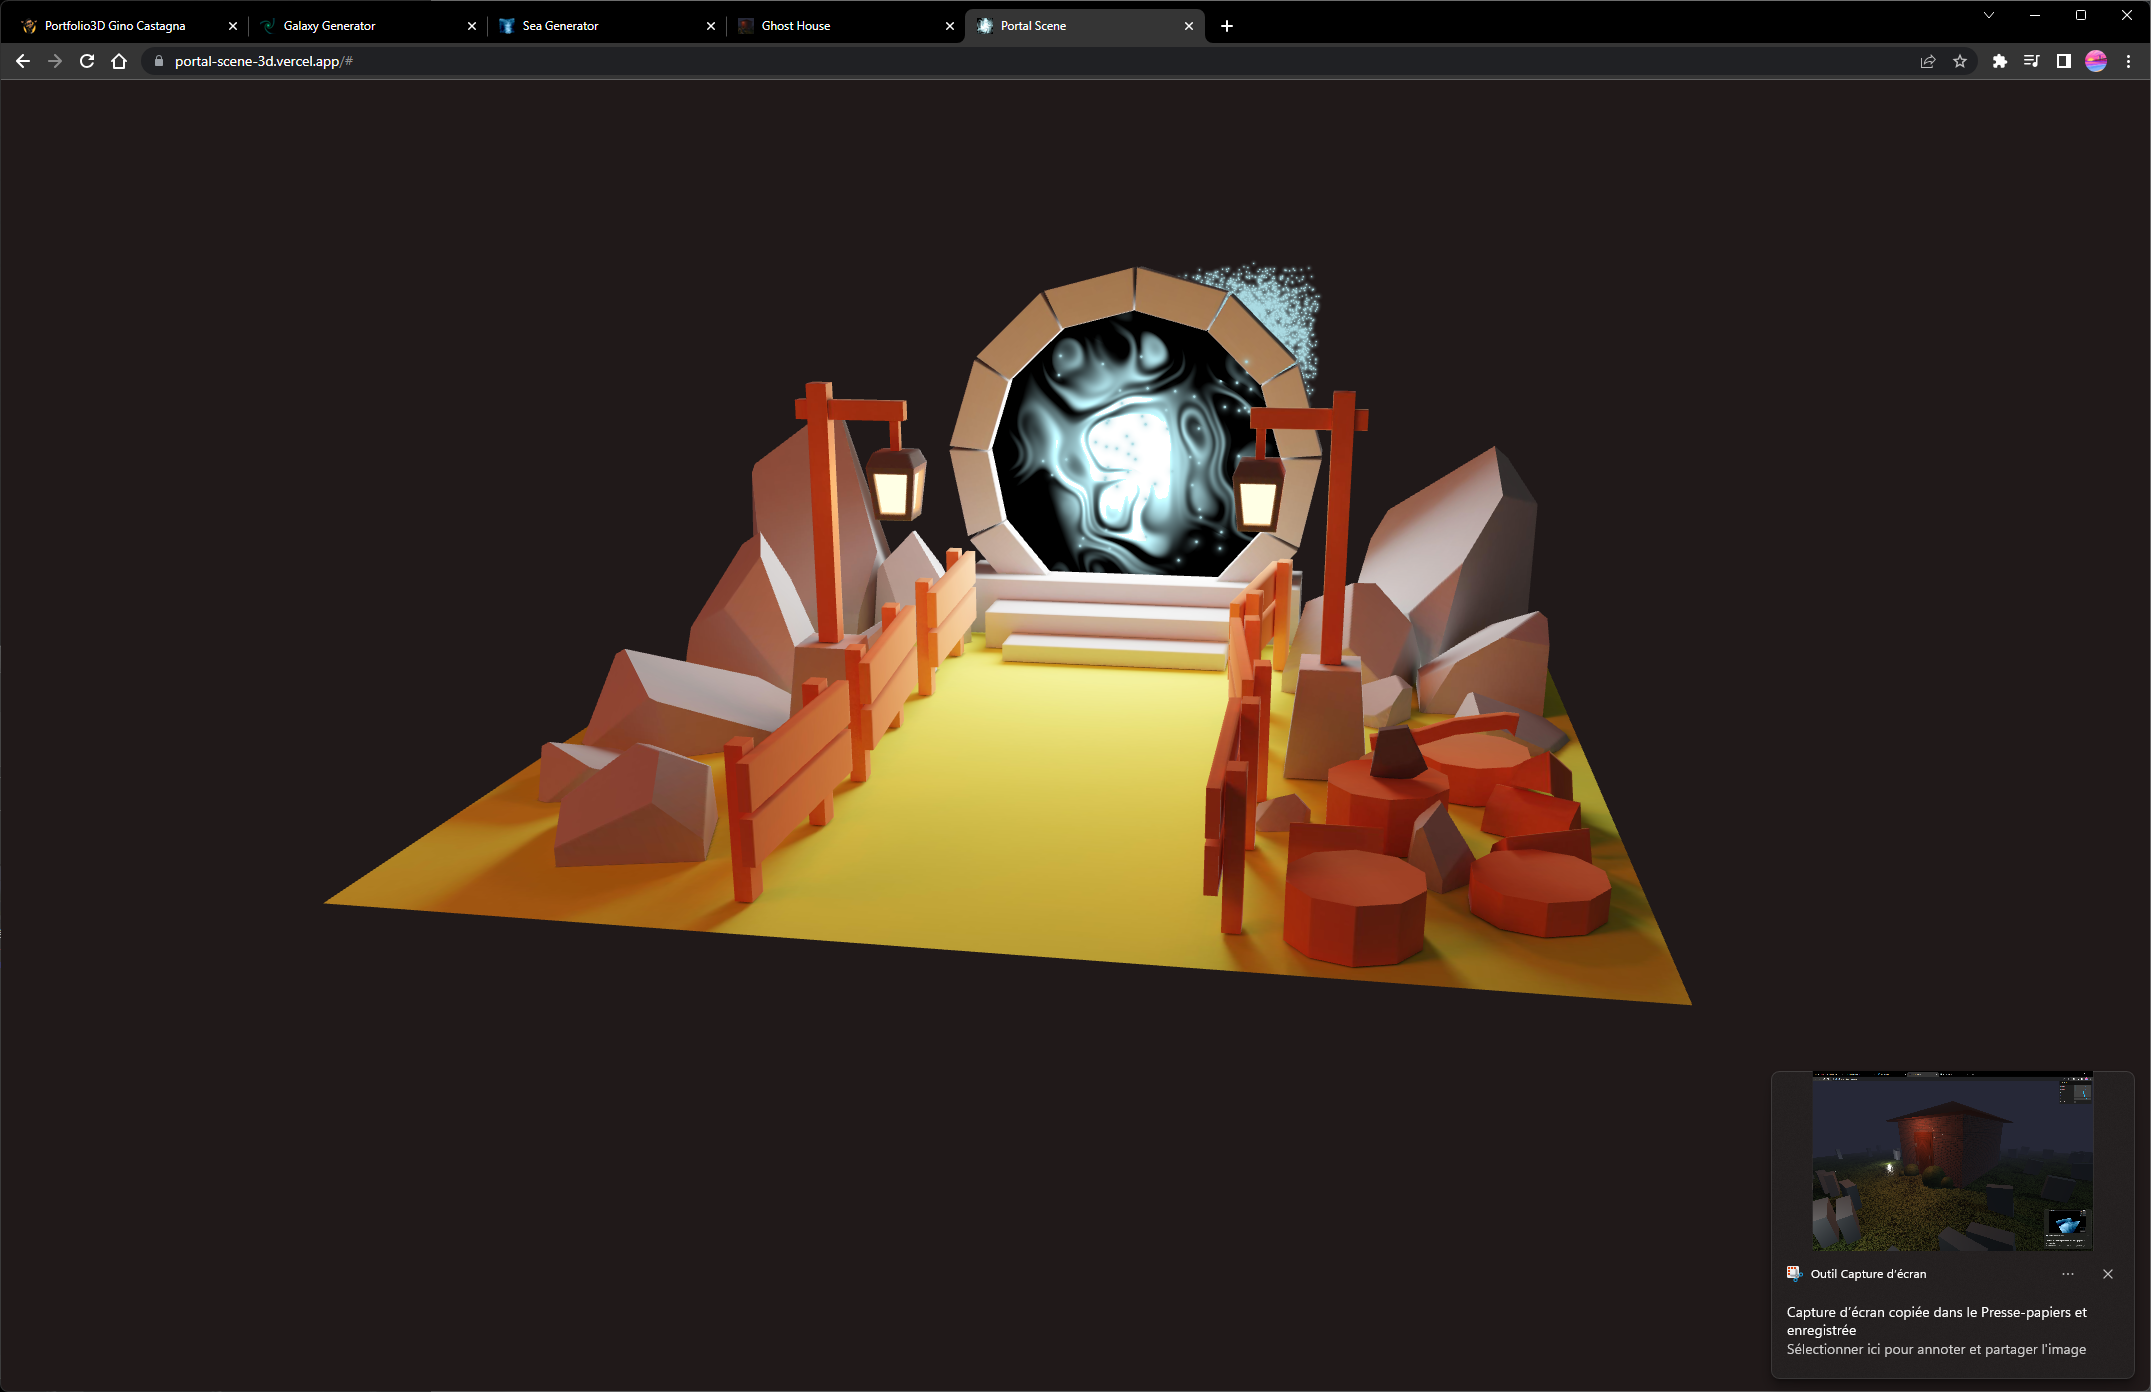 Portfolio3D Gino Castagna
Galaxy Generator
Sea Generator
Ghost House
Portal Scene
portal-scene-3d.vercel.app/#
Outil Capture d'écran
Capture d'écran copiée dans le Presse-papiers et
enregistrée
Sélectionner ici pour annoter et partager l'image